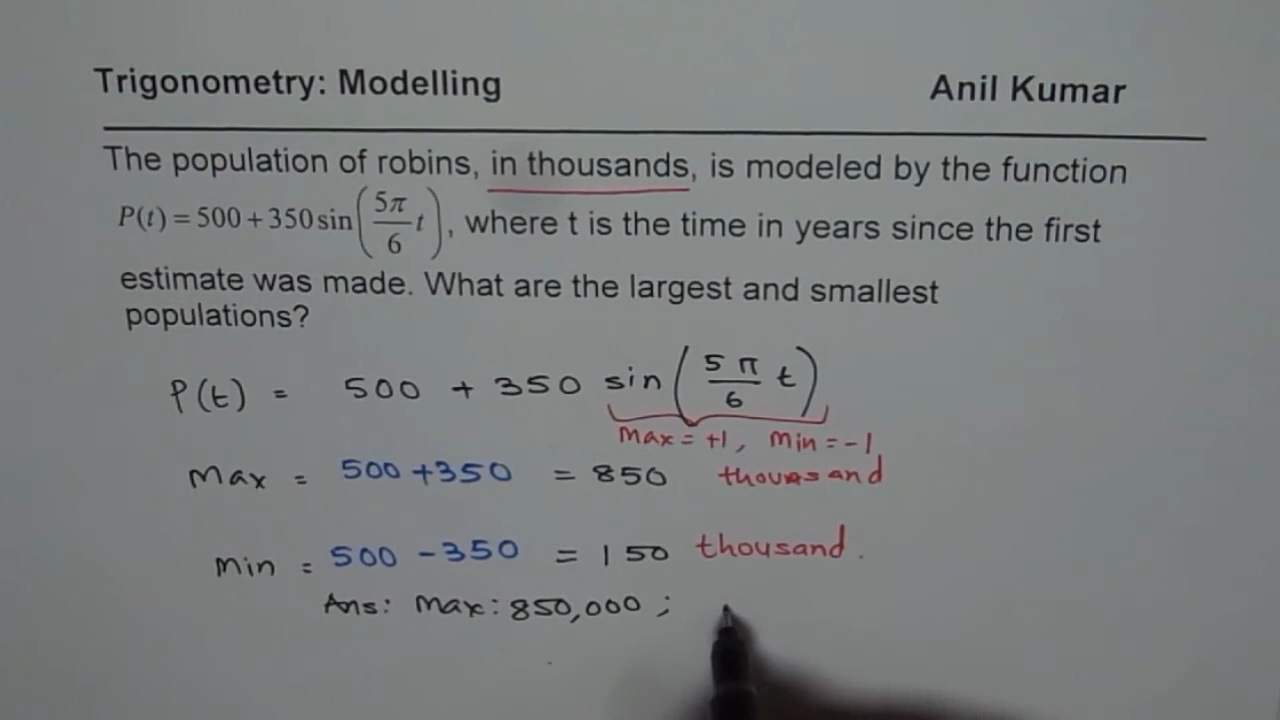 Trigonometry: Modelling Anil Kumar
The population of robins, in thousands, is modeled by the function
P(t) = 500 + 350 sin(5π/6 t), where t is the time in years since the first
estimate was made. What are the largest and smallest
populations?
P(t) = 500 + 350 sin(5π/6 t)
Max = +1, Min = -1
Max = 500 + 350 = 850 thousand
Min = 500 - 350 = 150 thousand.
Ans: Max: 850,000 ;